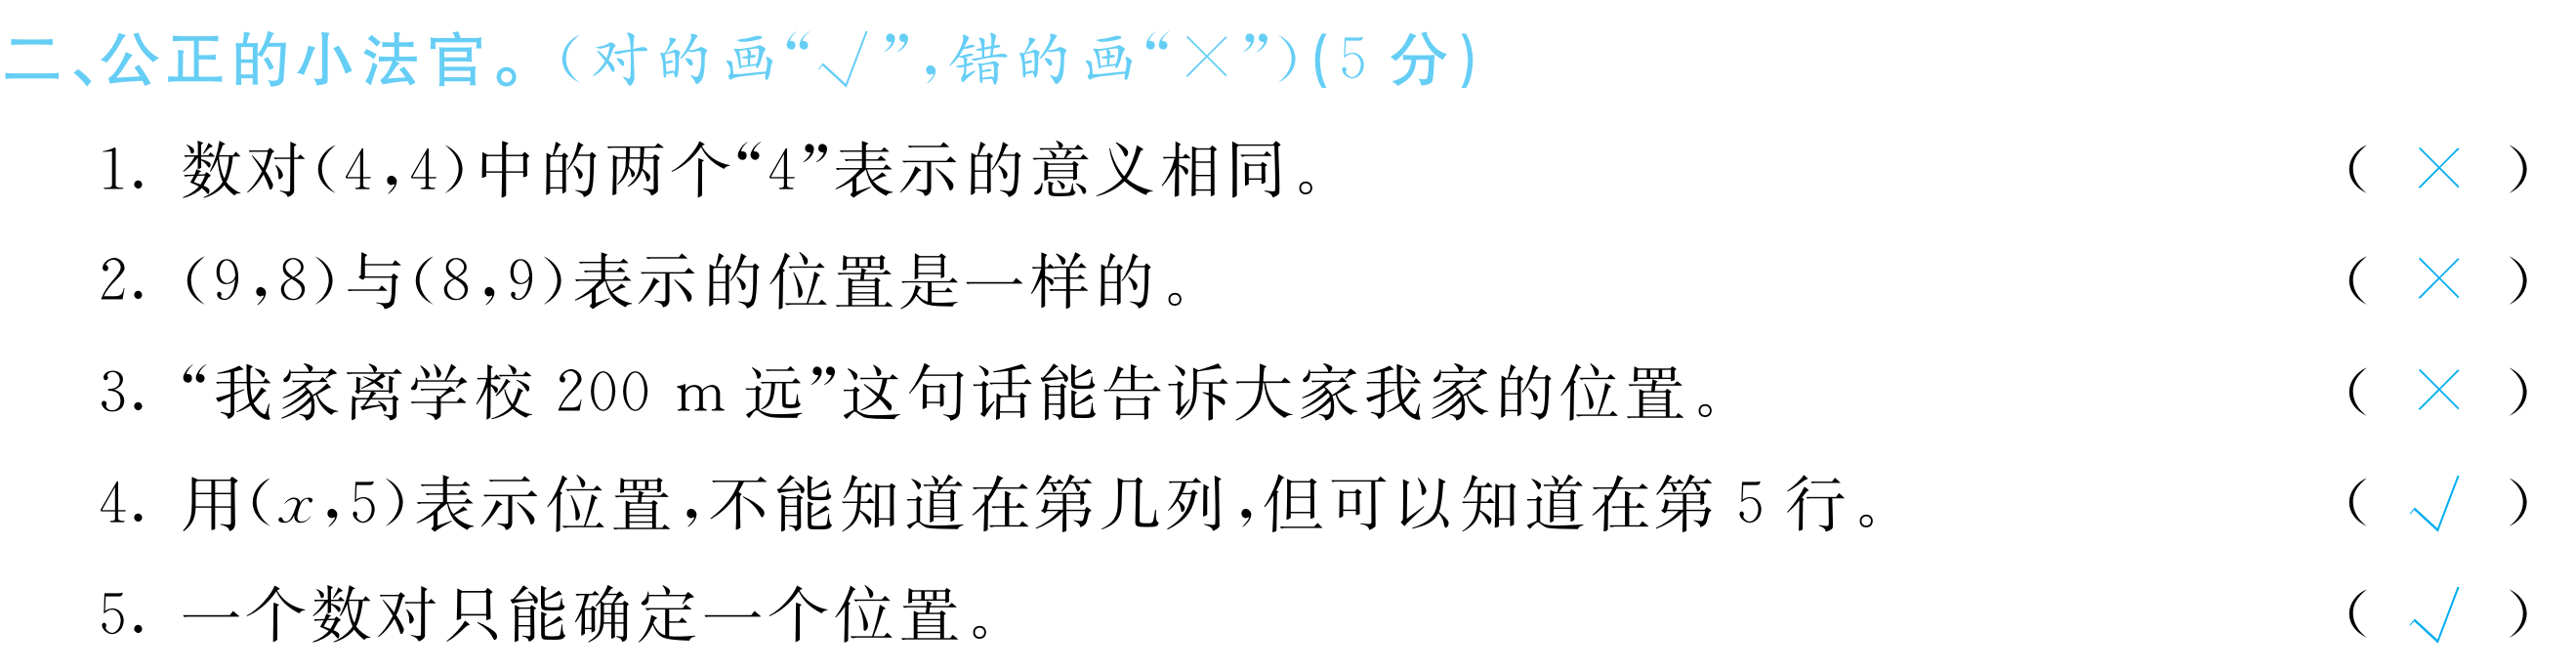 二、公正的小法官。(对的画“√”,错的画“×”)(5 分)
1. 数对(4,4)中的两个“4”表示的意义相同。 ( × )
2. (9,8)与(8,9)表示的位置是一样的。 ( × )
3. “我家离学校 200 m 远”这句话能告诉大家我家的位置。 ( × )
4. 用(x,5)表示位置,不能知道在第几列,但可以知道在第 5 行。 ( √ )
5. 一个数对只能确定一个位置。 ( √ )